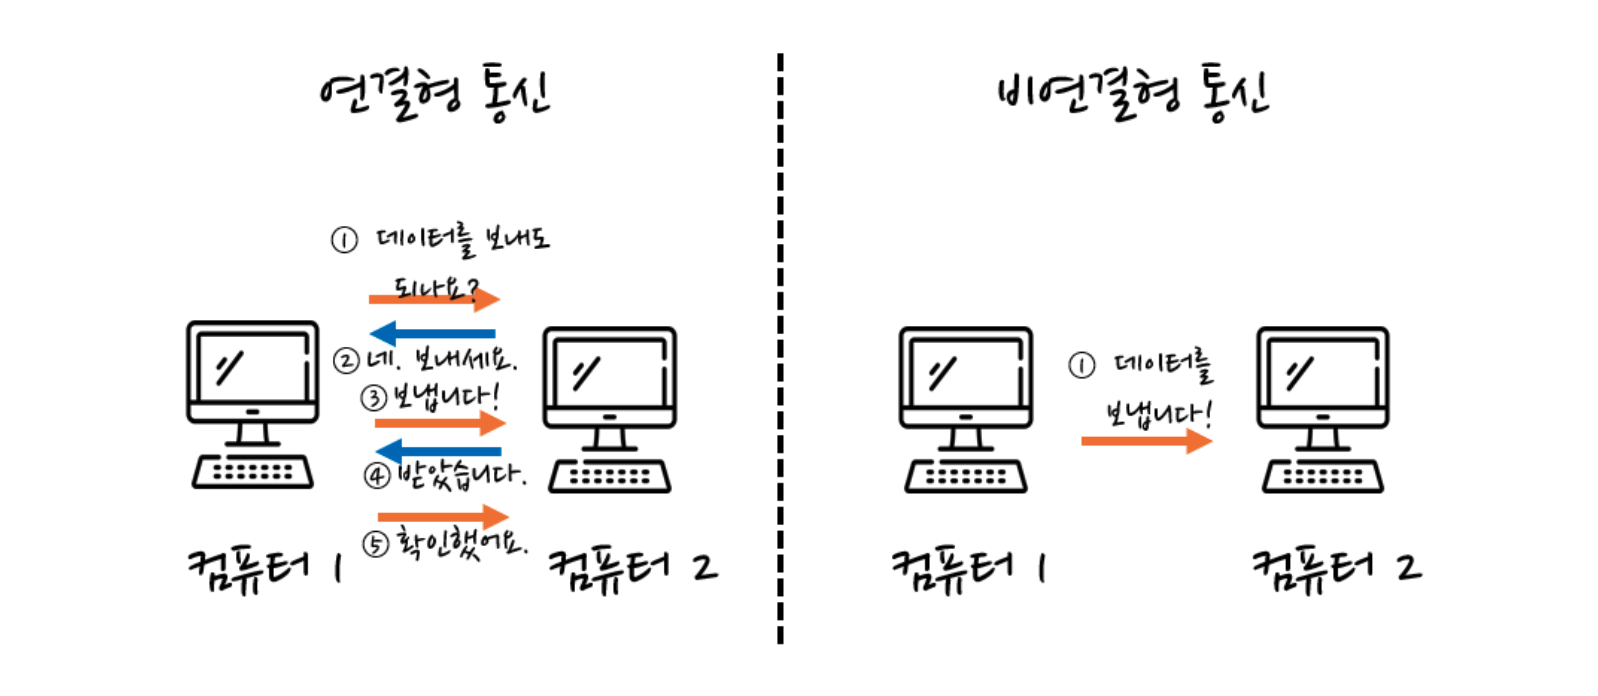 연결형 통신
① 데이터를 보내도
되나요?
② 네. 보내세요.
③ 보냅니다!
④ 받았습니다.
⑤ 확인했어요.
컴퓨터 1
컴퓨터 2
비연결형 통신
① 데이터를
보냅니다!
컴퓨터 1
컴퓨터 2